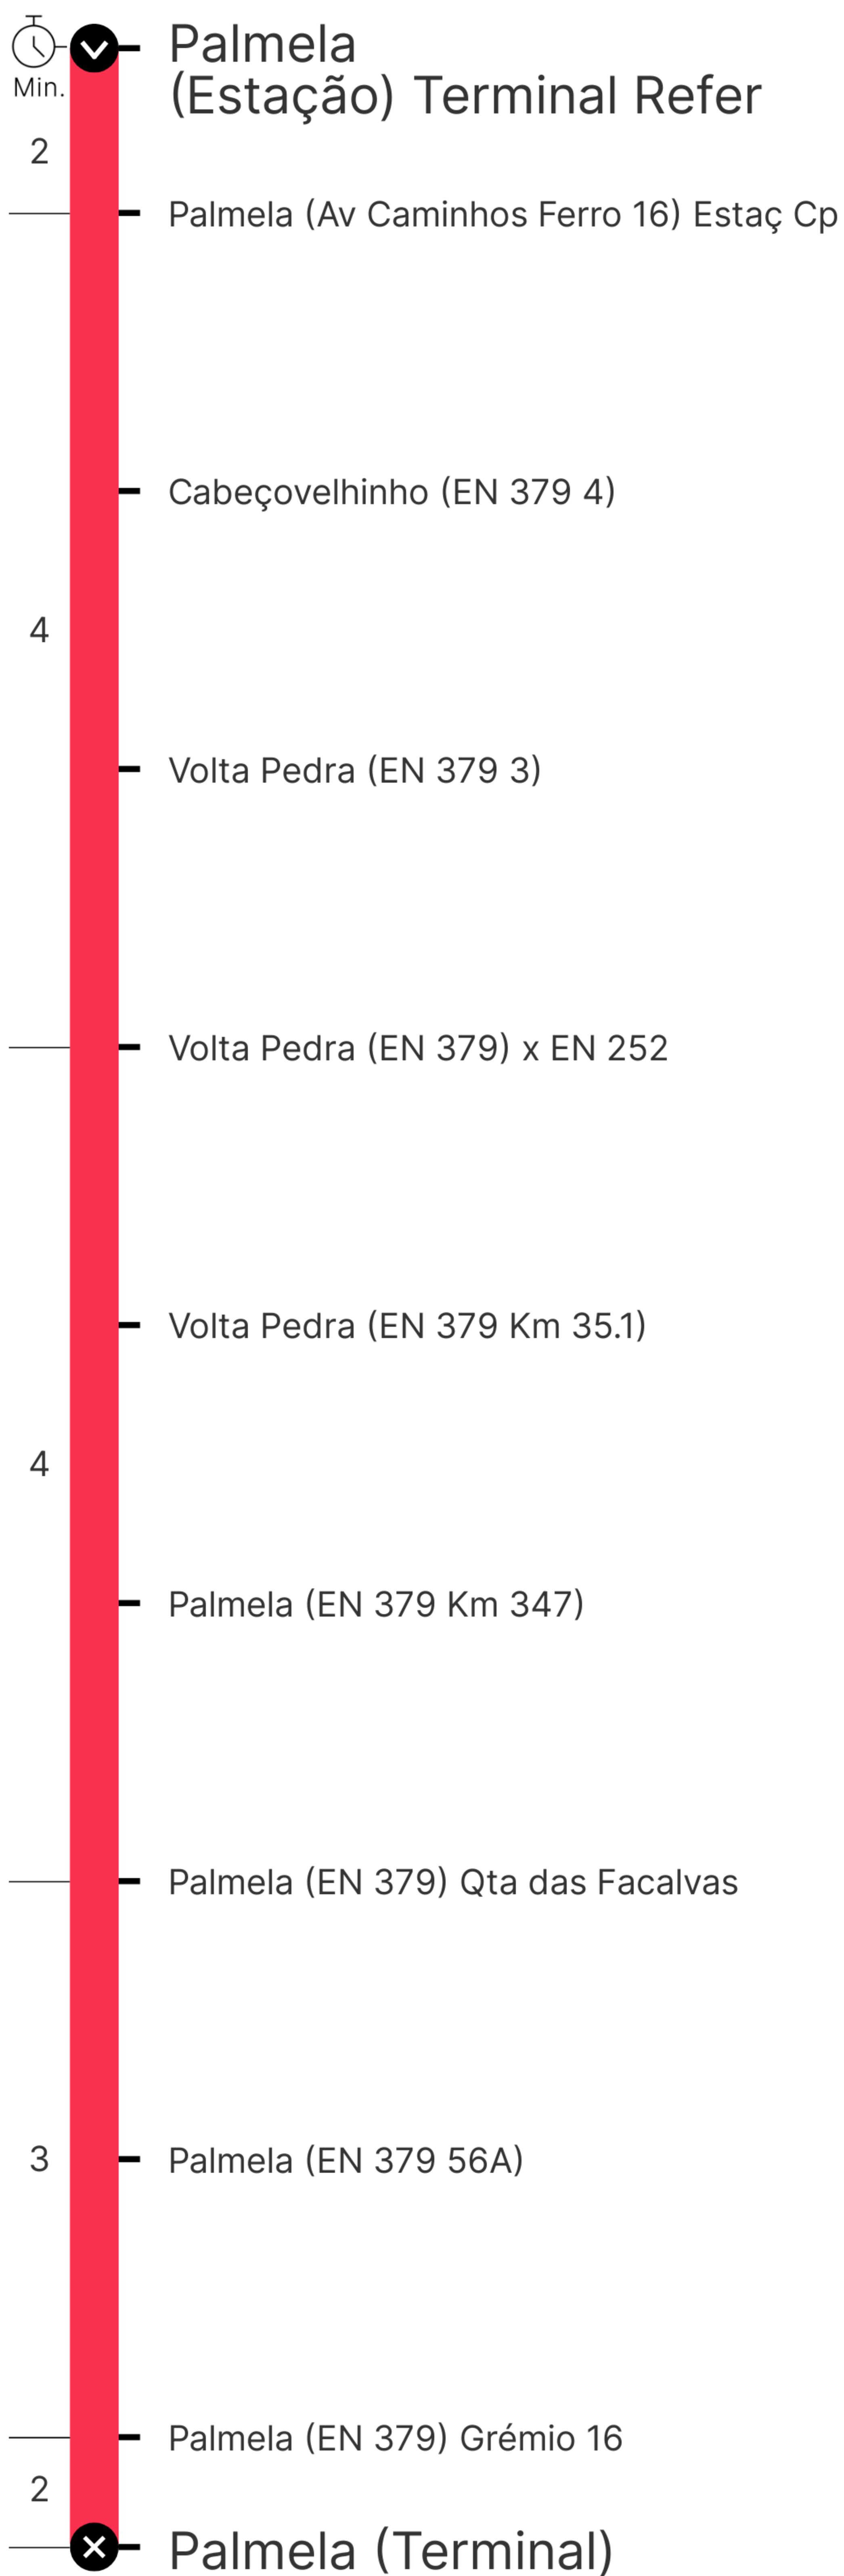 Palmela
(Estação) Terminal Refer
Min.
2
Palmela (Av Caminhos Ferro 16) Estaç Cp
Cabeçovelhinho (EN 379 4)
4
Volta Pedra (EN 379 3)
Volta Pedra (EN 379) x EN 252
Volta Pedra (EN 379 Km 35.1)
4
Palmela (EN 379 Km 347)
Palmela (EN 379) Qta das Facalvas
3
Palmela (EN 379 56A)
Palmela (EN 379) Grémio 16
2
Palmela (Terminal)